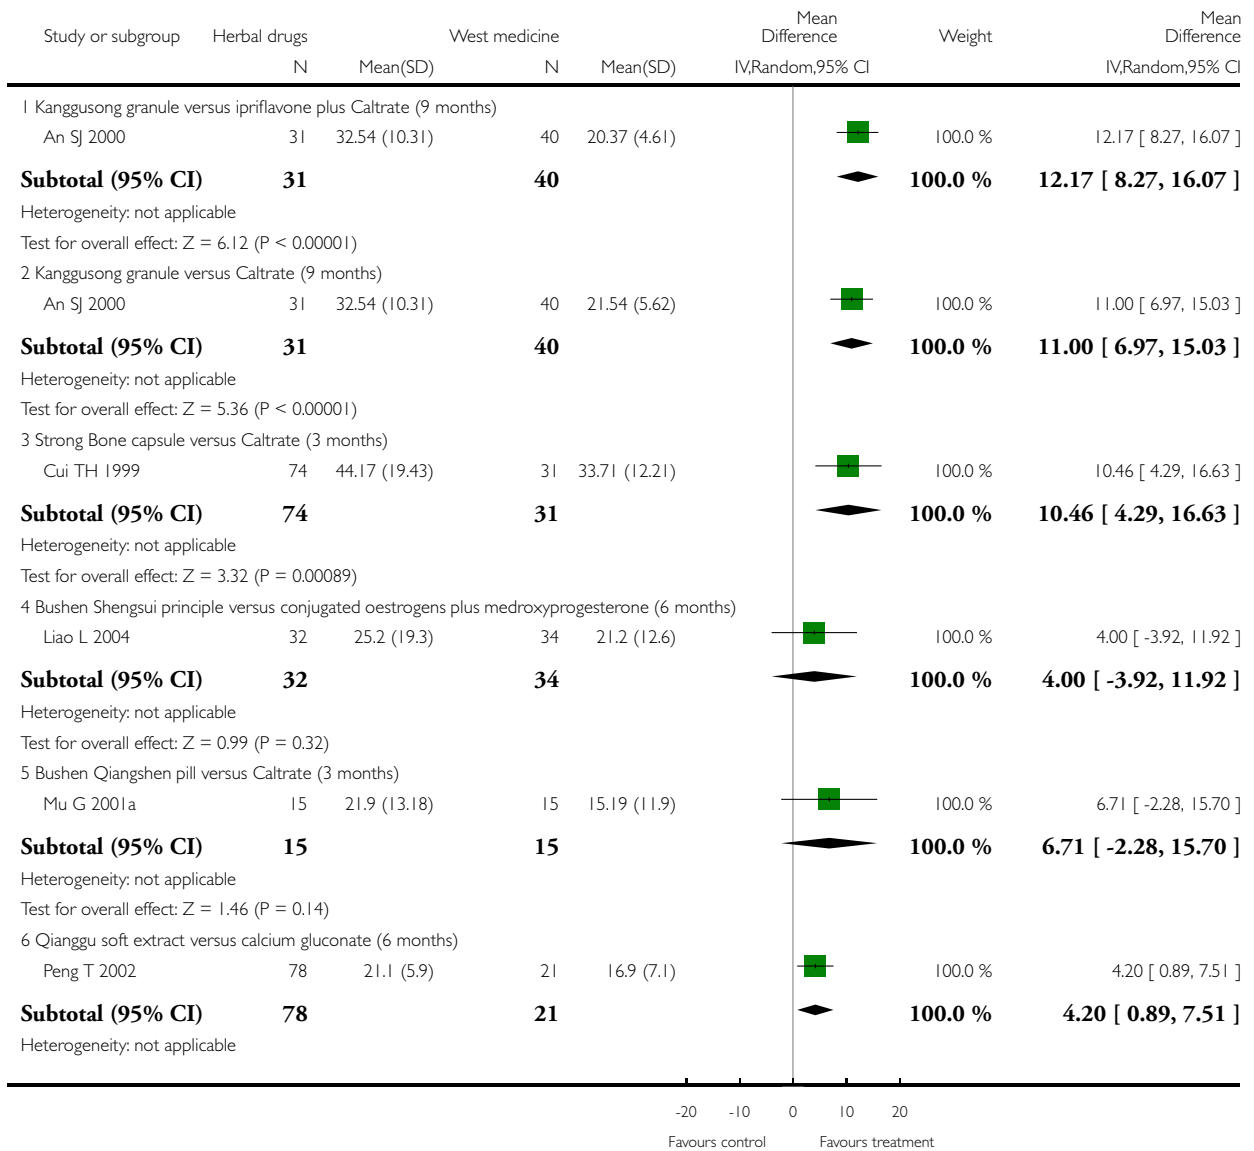 Study or subgroup Herbal drugs West medicine Mean Difference Weight Mean Difference
N Mean(SD) N Mean(SD) IV,Random,95% CI IV,Random,95% CI
1 Kanggusong granule versus ipriflavone plus Caltrate (9 months)
An SJ 2000 31 32.54 (10.31) 40 20.37 (4.61) 100.0 % 12.17 [ 8.27, 16.07 ]
Subtotal (95% CI) 31 40 100.0 % 12.17 [ 8.27, 16.07 ]
Heterogeneity: not applicable
Test for overall effect: Z = 6.12 (P < 0.00001)
2 Kanggusong granule versus Caltrate (9 months)
An SJ 2000 31 32.54 (10.31) 40 21.54 (5.62) 100.0 % 11.00 [ 6.97, 15.03 ]
Subtotal (95% CI) 31 40 100.0 % 11.00 [ 6.97, 15.03 ]
Heterogeneity: not applicable
Test for overall effect: Z = 5.36 (P < 0.00001)
3 Strong Bone capsule versus Caltrate (3 months)
Cui TH 1999 74 44.17 (19.43) 31 33.71 (12.21) 100.0 % 10.46 [ 4.29, 16.63 ]
Subtotal (95% CI) 74 31 100.0 % 10.46 [ 4.29, 16.63 ]
Heterogeneity: not applicable
Test for overall effect: Z = 3.32 (P = 0.00089)
4 Bushen Shengsui principle versus conjugated oestrogens plus medroxyprogesterone (6 months)
Liao L 2004 32 25.2 (19.3) 34 21.2 (12.6) 100.0 % 4.00 [ -3.92, 11.92 ]
Subtotal (95% CI) 32 34 100.0 % 4.00 [ -3.92, 11.92 ]
Heterogeneity: not applicable
Test for overall effect: Z = 0.99 (P = 0.32)
5 Bushen Qiangshen pill versus Caltrate (3 months)
Mu G 2001a 15 21.9 (13.18) 15 15.19 (11.9) 100.0 % 6.71 [ -2.28, 15.70 ]
Subtotal (95% CI) 15 15 100.0 % 6.71 [ -2.28, 15.70 ]
Heterogeneity: not applicable
Test for overall effect: Z = 1.46 (P = 0.14)
6 Qianggu soft extract versus calcium gluconate (6 months)
Peng T 2002 78 21.1 (5.9) 21 16.9 (7.1) 100.0 % 4.20 [ 0.89, 7.51 ]
Subtotal (95% CI) 78 21 100.0 % 4.20 [ 0.89, 7.51 ]
Heterogeneity: not applicable
-20 -10 0 10 20
Favours control Favours treatment